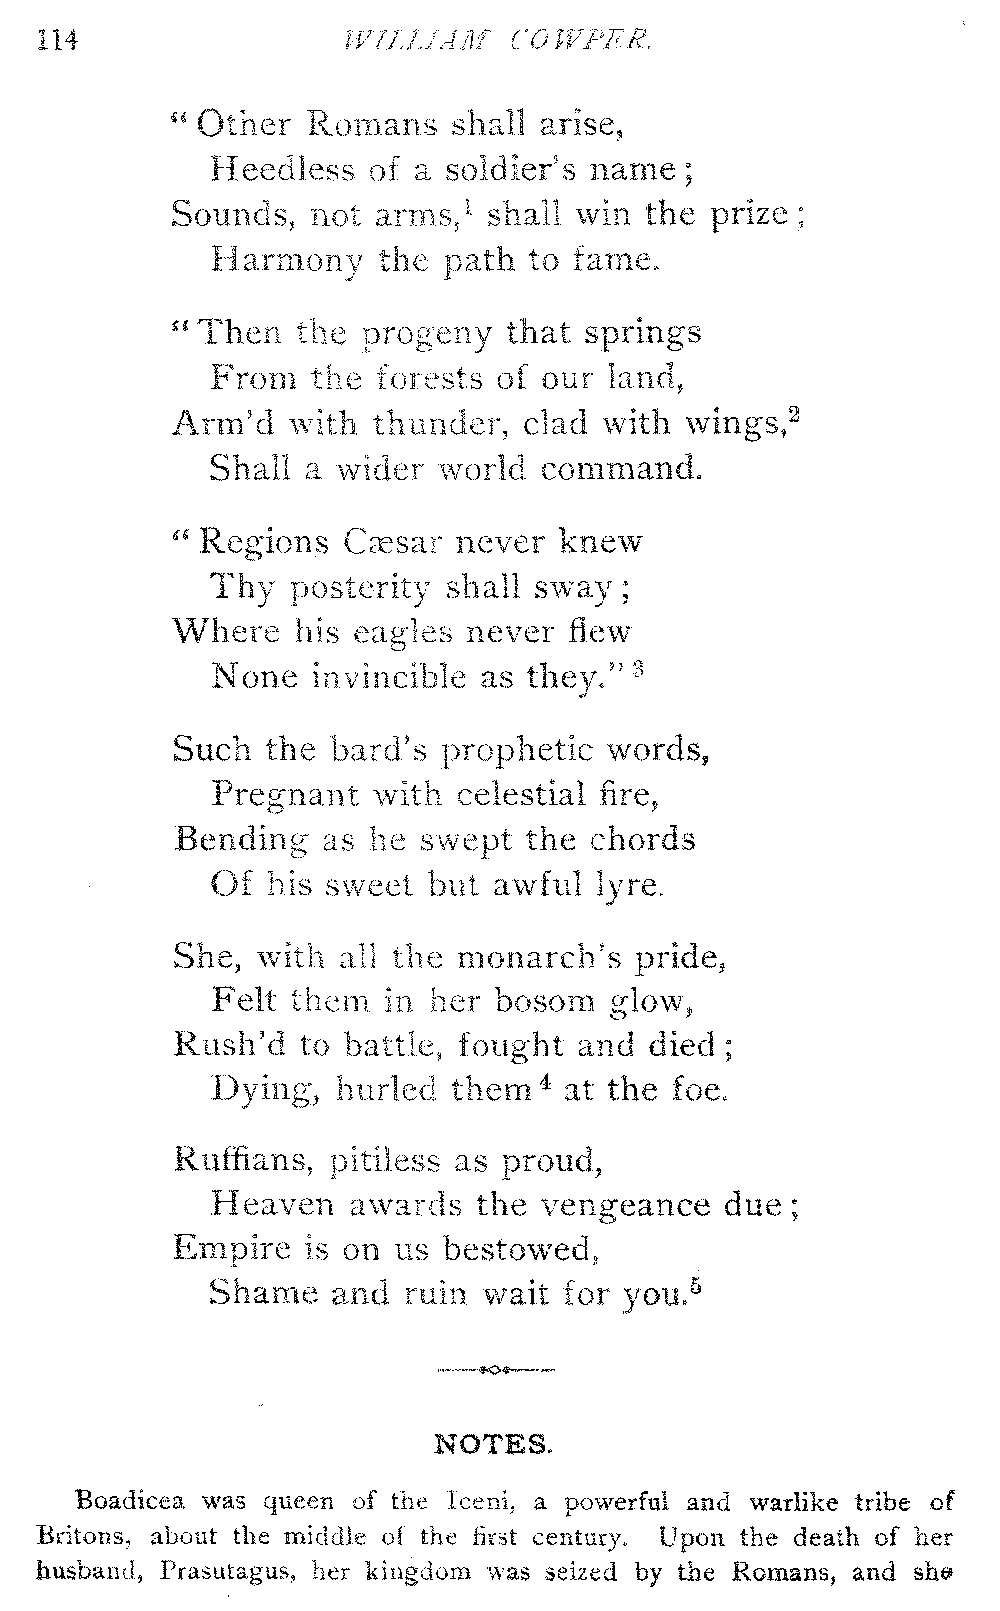 114 WILLIAM COWPER.
“Other Romans shall arise,
Heedless of a soldier's name;
Sounds, not arms,¹ shall win the prize;
Harmony the path to fame.
“Then the progeny that springs
From the forests of our land,
Arm'd with thunder, clad with wings,²
Shall a wider world command.
“Regions Cæsar never knew
Thy posterity shall sway;
Where his eagles never flew
None invincible as they.”³
Such the bard's prophetic words,
Pregnant with celestial fire,
Bending as he swept the chords
Of his sweet but awful lyre.
She, with all the monarch's pride,
Felt them in her bosom glow,
Rush'd to battle, fought and died;
Dying, hurled them⁴ at the foe.
Ruffians, pitiless as proud,
Heaven awards the vengeance due;
Empire is on us bestowed,
Shame and ruin wait for you.⁵
NOTES.
Boadicea was queen of the Iceni, a powerful and warlike tribe of
Britons, about the middle of the first century. Upon the death of her
husband, Prasutagus, her kingdom was seized by the Romans, and she